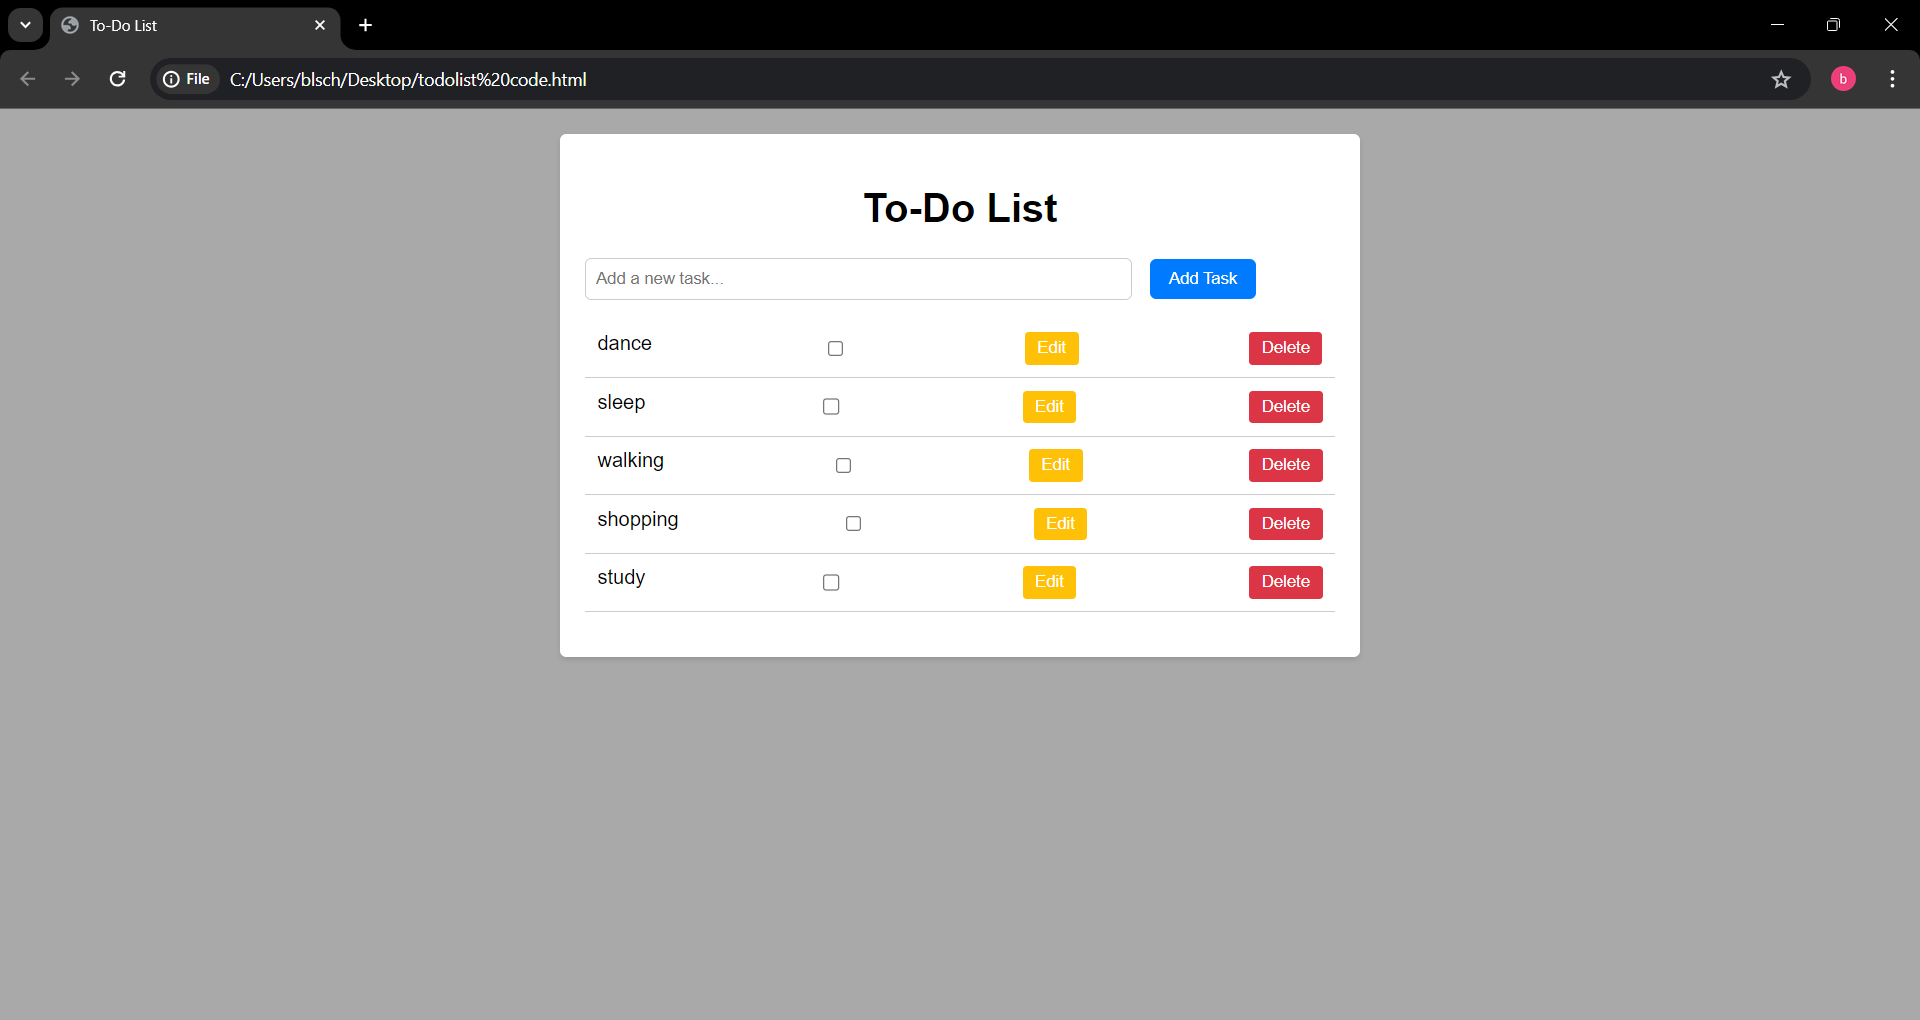 To-Do List
File C:/Users/blsch/Desktop/todolist%20code.html
b
To-Do List
Add a new task... Add Task
dance Edit Delete
sleep Edit Delete
walking Edit Delete
shopping Edit Delete
study Edit Delete